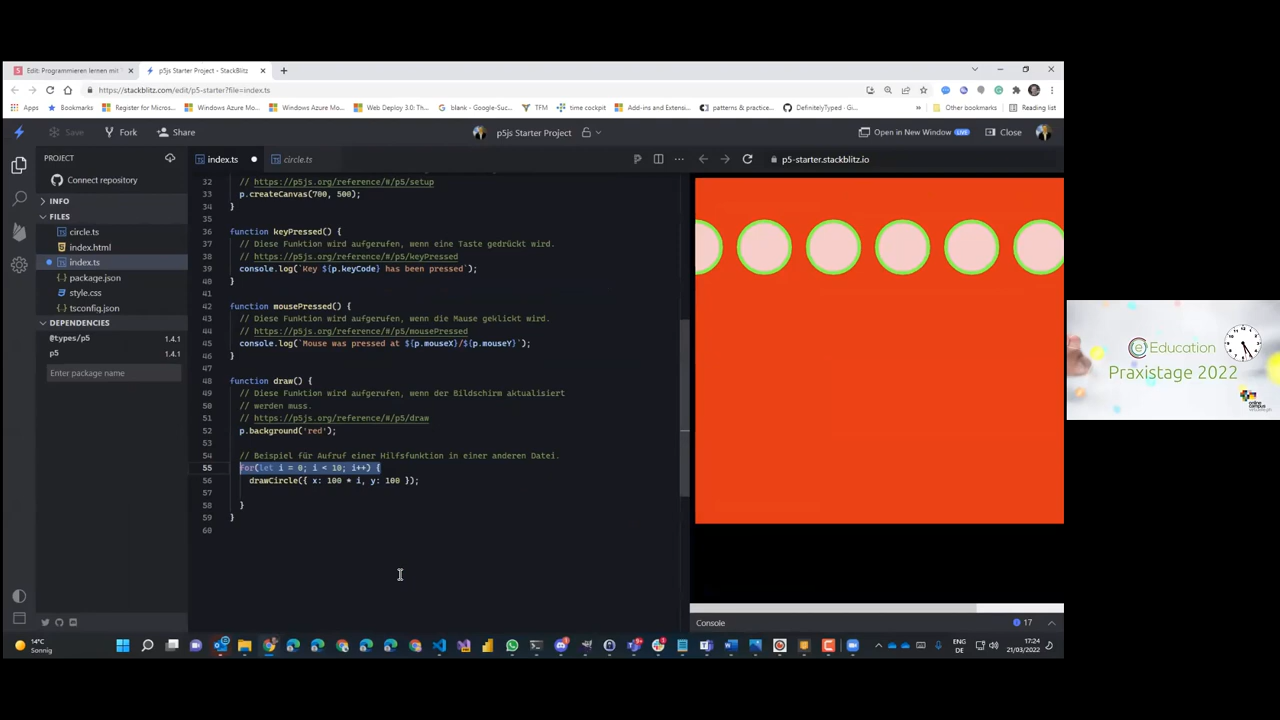 Edit: Programmieren lernen mit
p5js Starter Project - StackBlitz
https://stackblitz.com/edit/p5-starter?file=index.ts
Apps
Bookmarks
Register for Micros...
Windows Azure Mo...
Windows Azure Mo...
Web Deploy 3.0: Th...
blank - Google-Suc...
TFM
time cockpit
Add-ins and Extensi...
patterns & practice...
DefinitelyTyped · Gi...
»
Other bookmarks
Reading list
Save
Fork
Share
p5js Starter Project
Open in New Window
LIVE
Close
PROJECT
Connect repository
INFO
FILES
circle.ts
index.html
index.ts
package.json
style.css
tsconfig.json
DEPENDENCIES
@types/p5 1.4.1
p5 1.4.1
Enter package name
index.ts
circle.ts
p5-starter.stackblitz.io
32 // https://p5js.org/reference/#/p5/setup
33 p.createCanvas(700, 500);
34 }
35
36 function keyPressed() {
37 // Diese Funktion wird aufgerufen, wenn eine Taste gedrückt wird.
38 // https://p5js.org/reference/#/p5/keyPressed
39 console.log(`Key ${p.keyCode} has been pressed`);
40 }
41
42 function mousePressed() {
43 // Diese Funktion wird aufgerufen, wenn die Maus geklickt wird.
44 // https://p5js.org/reference/#/p5/mousePressed
45 console.log(`Mouse was pressed at ${p.mouseX}/${p.mouseY}`);
46 }
47
48 function draw() {
49 // Diese Funktion wird aufgerufen, wenn der Bildschirm aktualisiert
50 // werden muss.
51 // https://p5js.org/reference/#/p5/draw
52 p.background('red');
53
54 // Beispiel für Aufruf einer Hilfsfunktion in einer anderen Datei.
55 for(let i = 0; i < 10; i++) {
56 drawCircle({ x: 100 * i, y: 100 });
57
58 }
59 }
60
Console
17
eEducation
Praxistage 2022
14°C
Sonnig
ENG
DE
17:24
21/03/2022